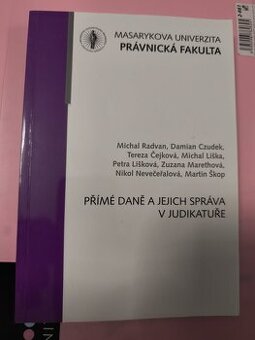 MASARYKOVA UNIVERZITA
PRÁVNICKÁ FAKULTA
Michal Radvan, Damian Czudek,
Tereza Čejková, Michal Liška,
Petra Lišková, Zuzana Marethová,
Nikol Nevečeřalová, Martin Škop
PŘÍMÉ DANĚ A JEJICH SPRÁVA
V JUDIKATUŘE